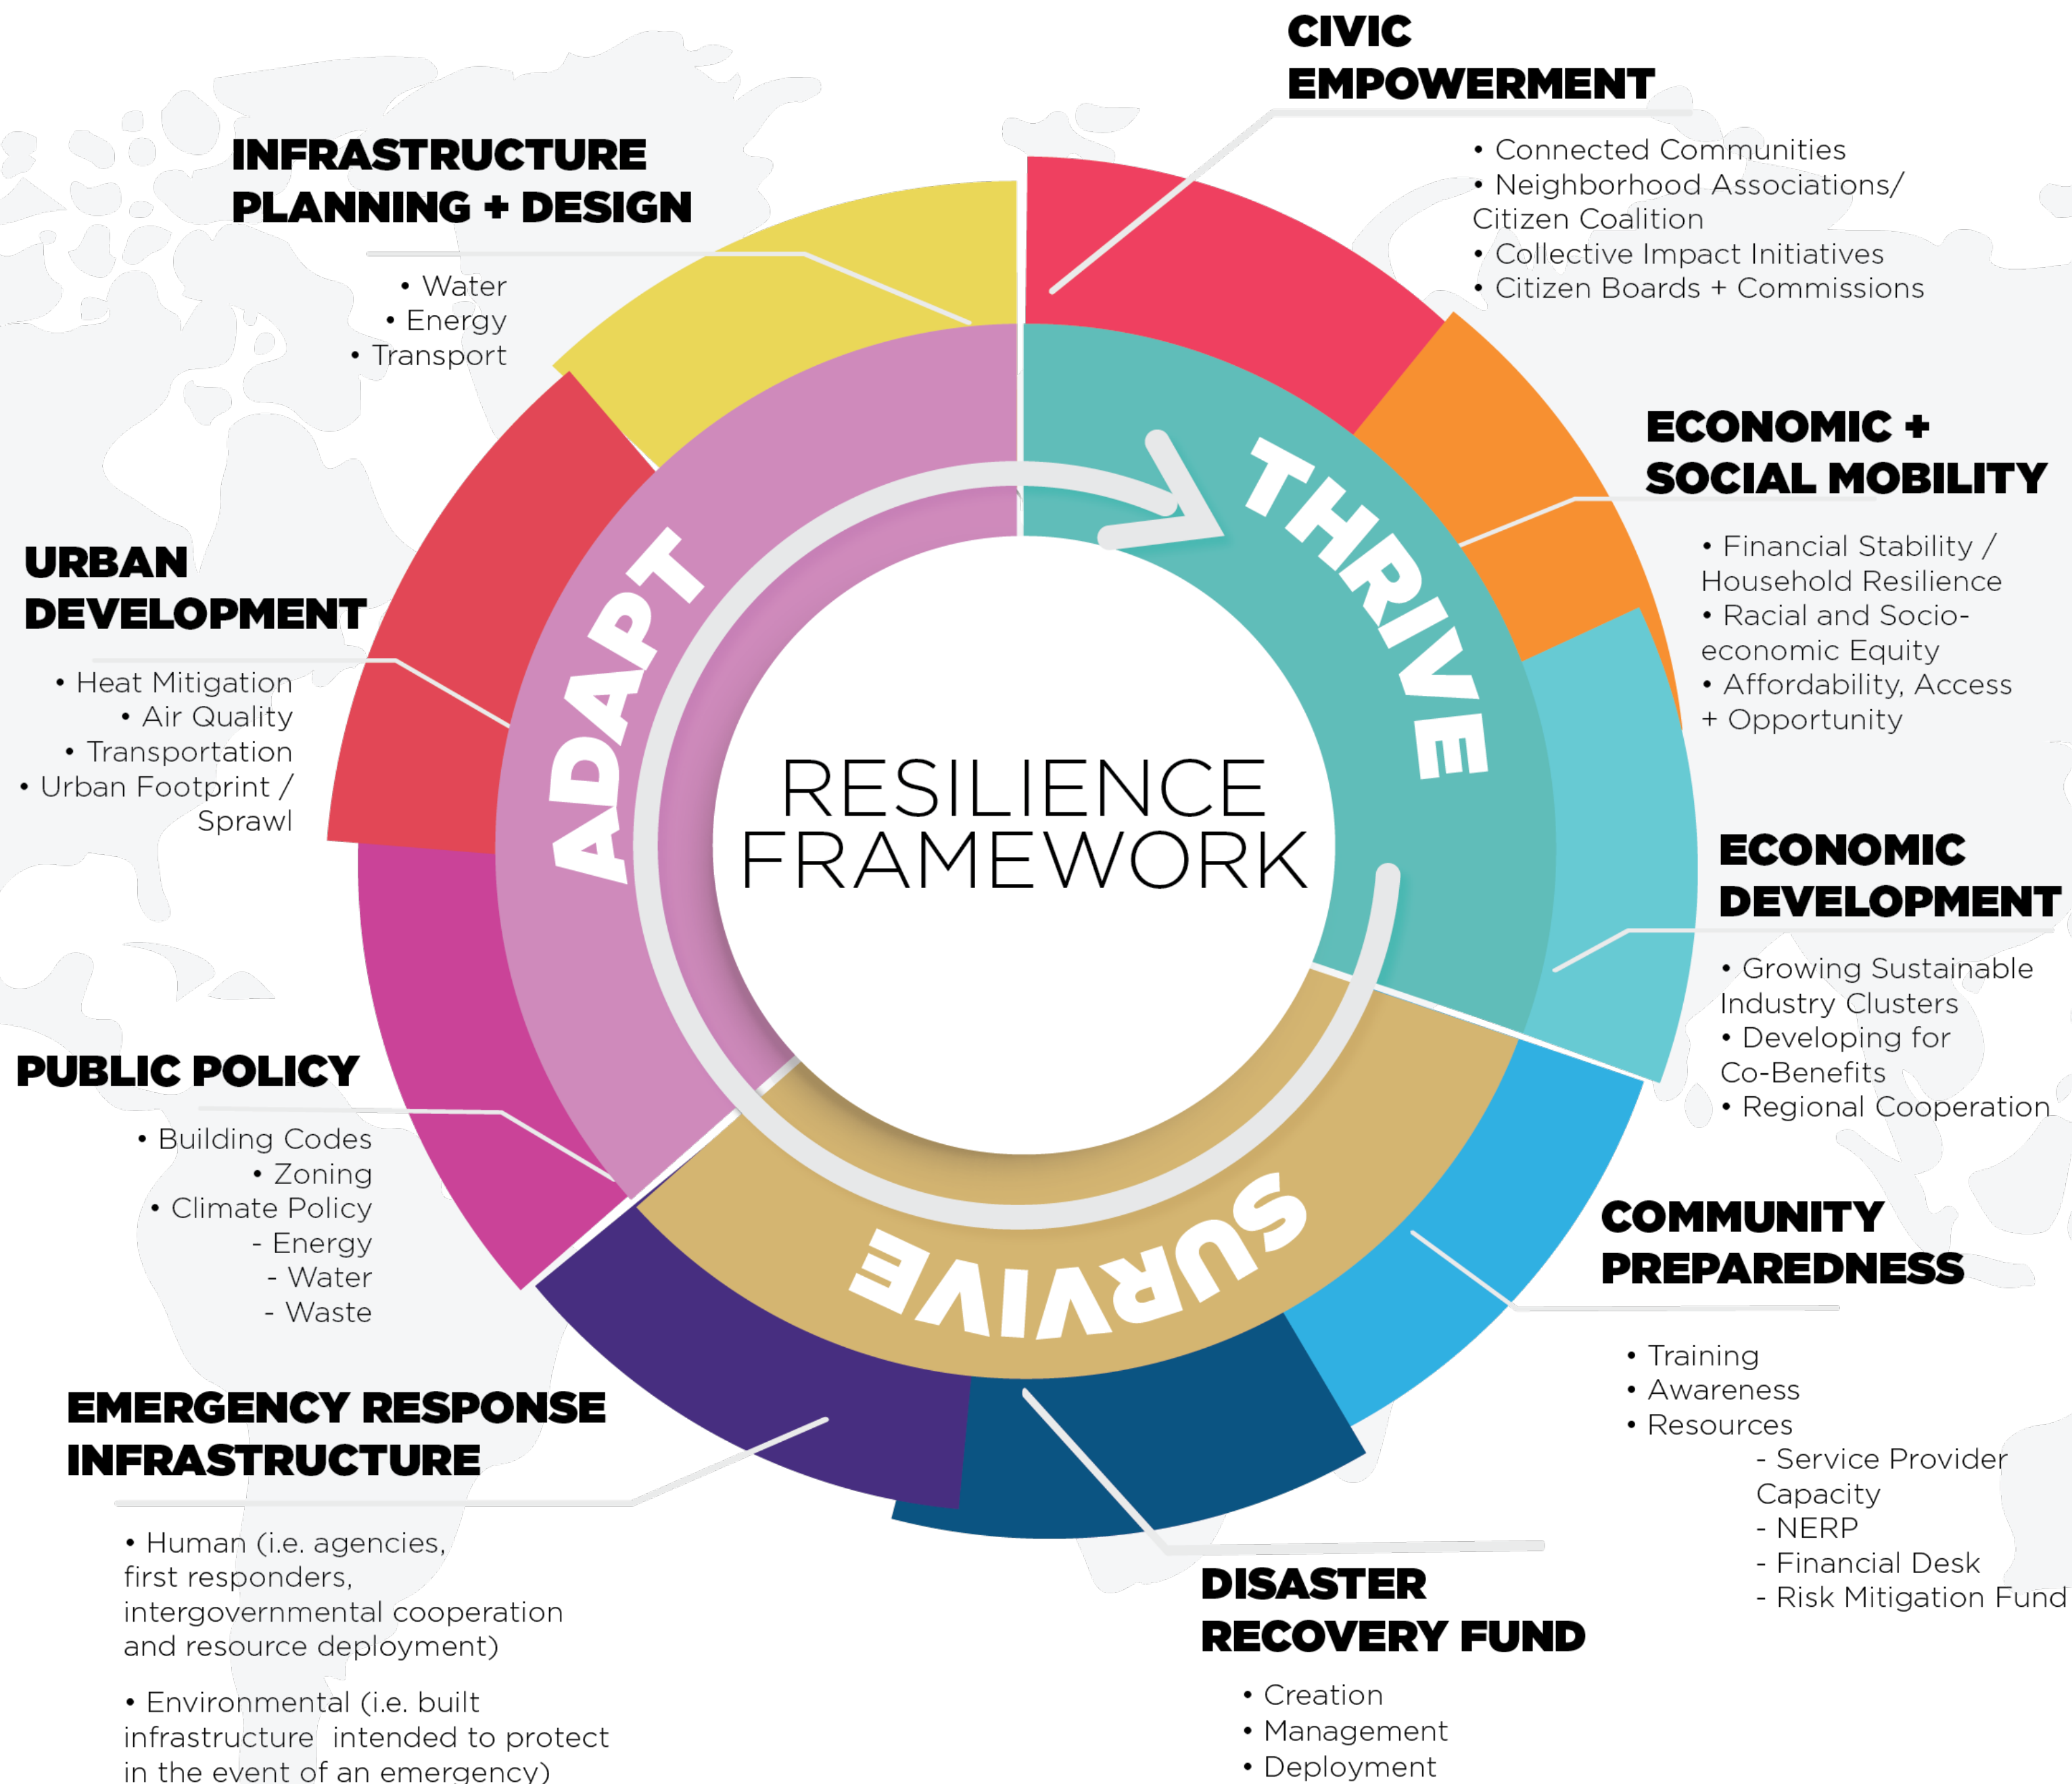 CIVIC
EMPOWERMENT
• Connected Communities
• Neighborhood Associations/
Citizen Coalition
• Collective Impact Initiatives
• Citizen Boards + Commissions
ECONOMIC +
SOCIAL MOBILITY
• Financial Stability /
Household Resilience
• Racial and Socio-
economic Equity
• Affordability, Access
+ Opportunity
ECONOMIC
DEVELOPMENT
• Growing Sustainable
Industry Clusters
• Developing for
Co-Benefits
• Regional Cooperation
COMMUNITY
PREPAREDNESS
• Training
• Awareness
• Resources
- Service Provider
Capacity
- NERP
- Financial Desk
- Risk Mitigation Fund
DISASTER
RECOVERY FUND
• Creation
• Management
• Deployment
EMERGENCY RESPONSE
INFRASTRUCTURE
• Human (i.e. agencies,
first responders,
intergovernmental cooperation
and resource deployment)
• Environmental (i.e. built
infrastructure intended to protect
in the event of an emergency)
PUBLIC POLICY
• Building Codes
• Zoning
• Climate Policy
- Energy
- Water
- Waste
URBAN
DEVELOPMENT
• Heat Mitigation
• Air Quality
• Transportation
• Urban Footprint /
Sprawl
INFRASTRUCTURE
PLANNING + DESIGN
• Water
• Energy
• Transport
THRIVE
SURVIVE
ADAPT
RESILIENCE
FRAMEWORK